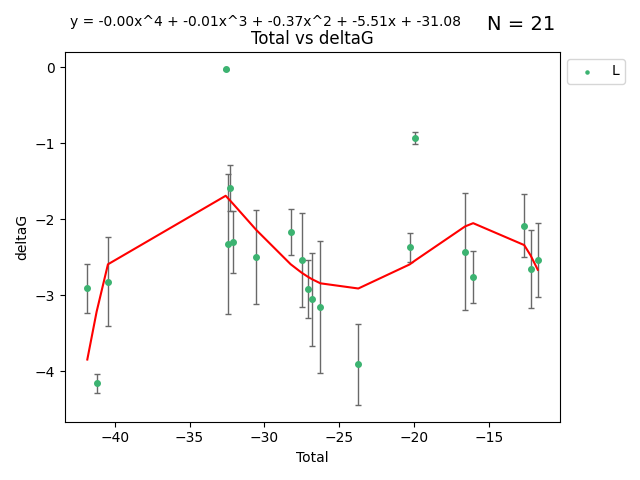 y = -0.00x^4 + -0.01x^3 + -0.37x^2 + -5.51x + -31.08
N = 21
Total vs deltaG
L
0
−1
−2
−3
−4
deltaG
−40
−35
−30
−25
−20
−15
Total